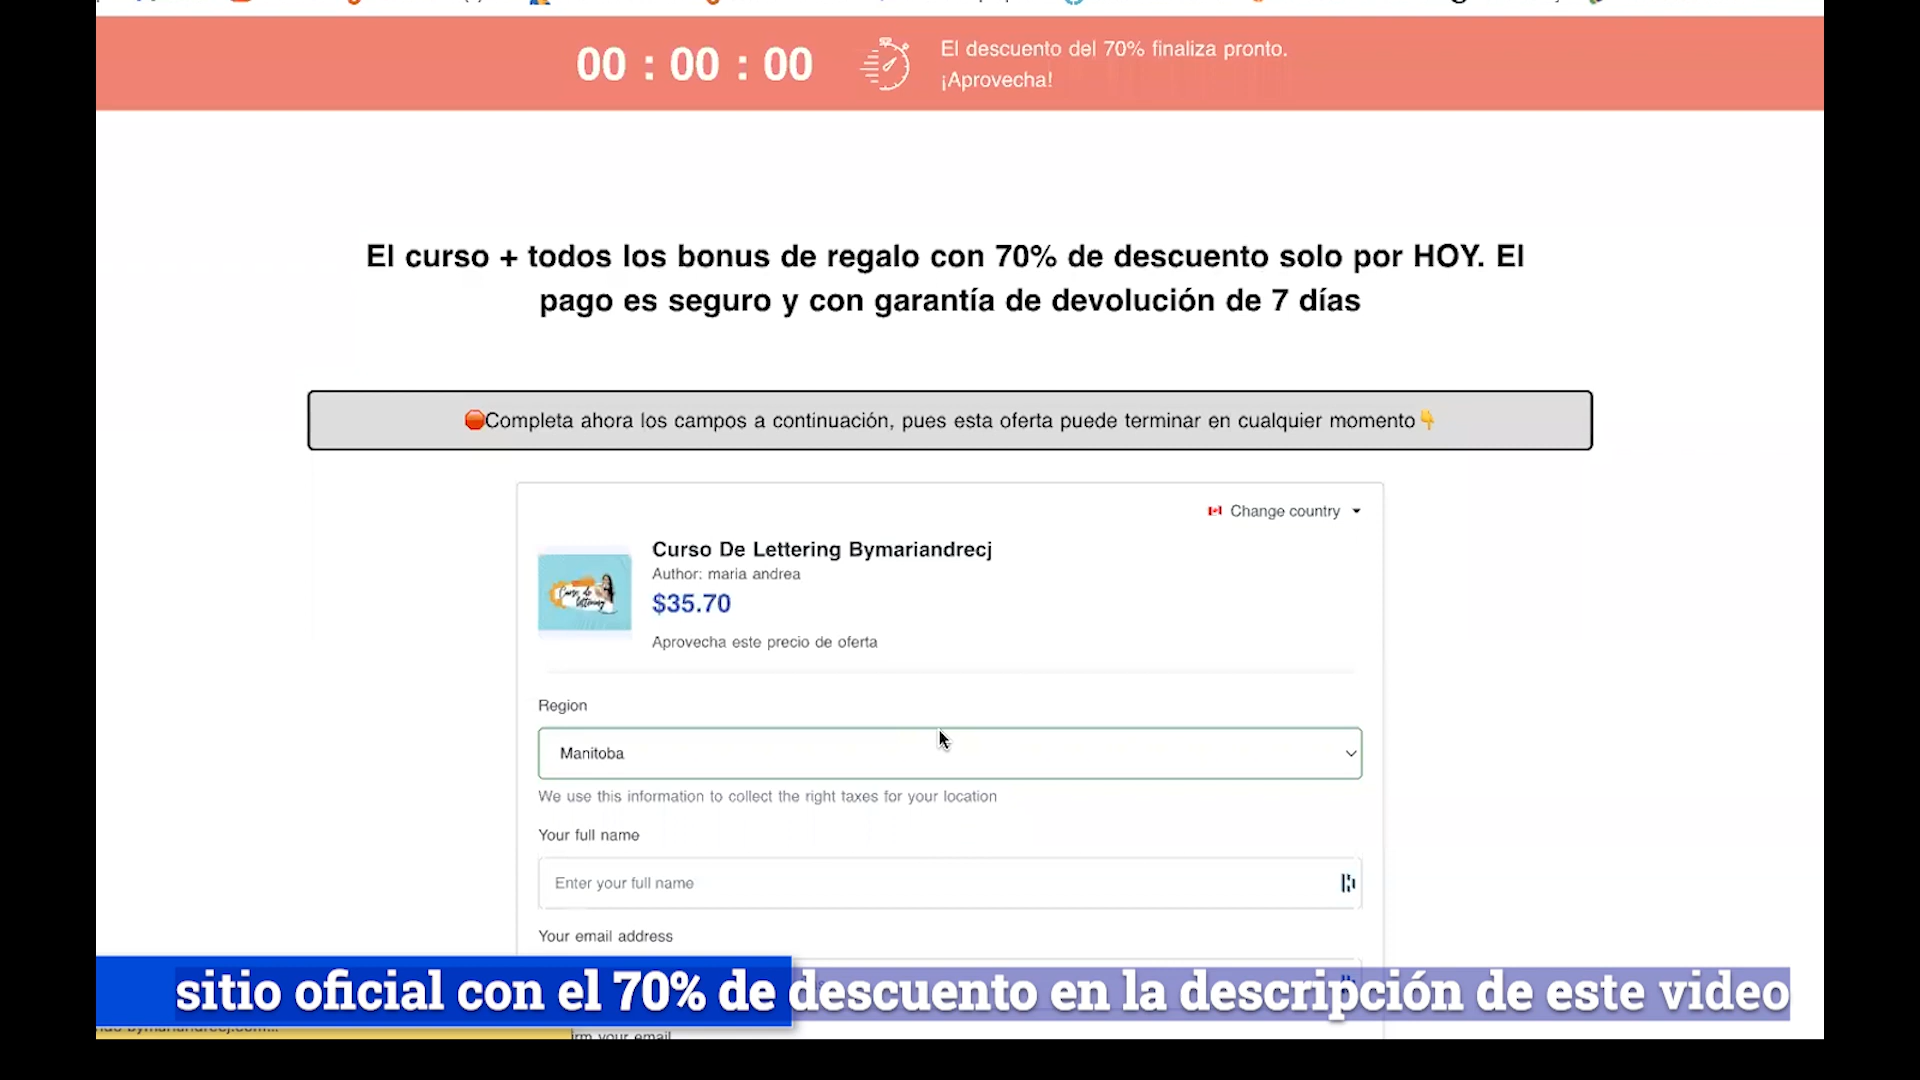 00 : 00 : 00
El descuento del 70% finaliza pronto.
¡Aprovecha!
El curso + todos los bonus de regalo con 70% de descuento solo por HOY. El
pago es seguro y con garantía de devolución de 7 días
🛑Completa ahora los campos a continuación, pues esta oferta puede terminar en cualquier momento👇
Change country
Curso De Lettering Bymariandrecj
Author: maria andrea
$35.70
Aprovecha este precio de oferta
Curso de
lettering
Region
Manitoba
We use this information to collect the right taxes for your location
Your full name
Enter your full name
Your email address
sitio oficial con el 70% de descuento en la descripción de este video
your email